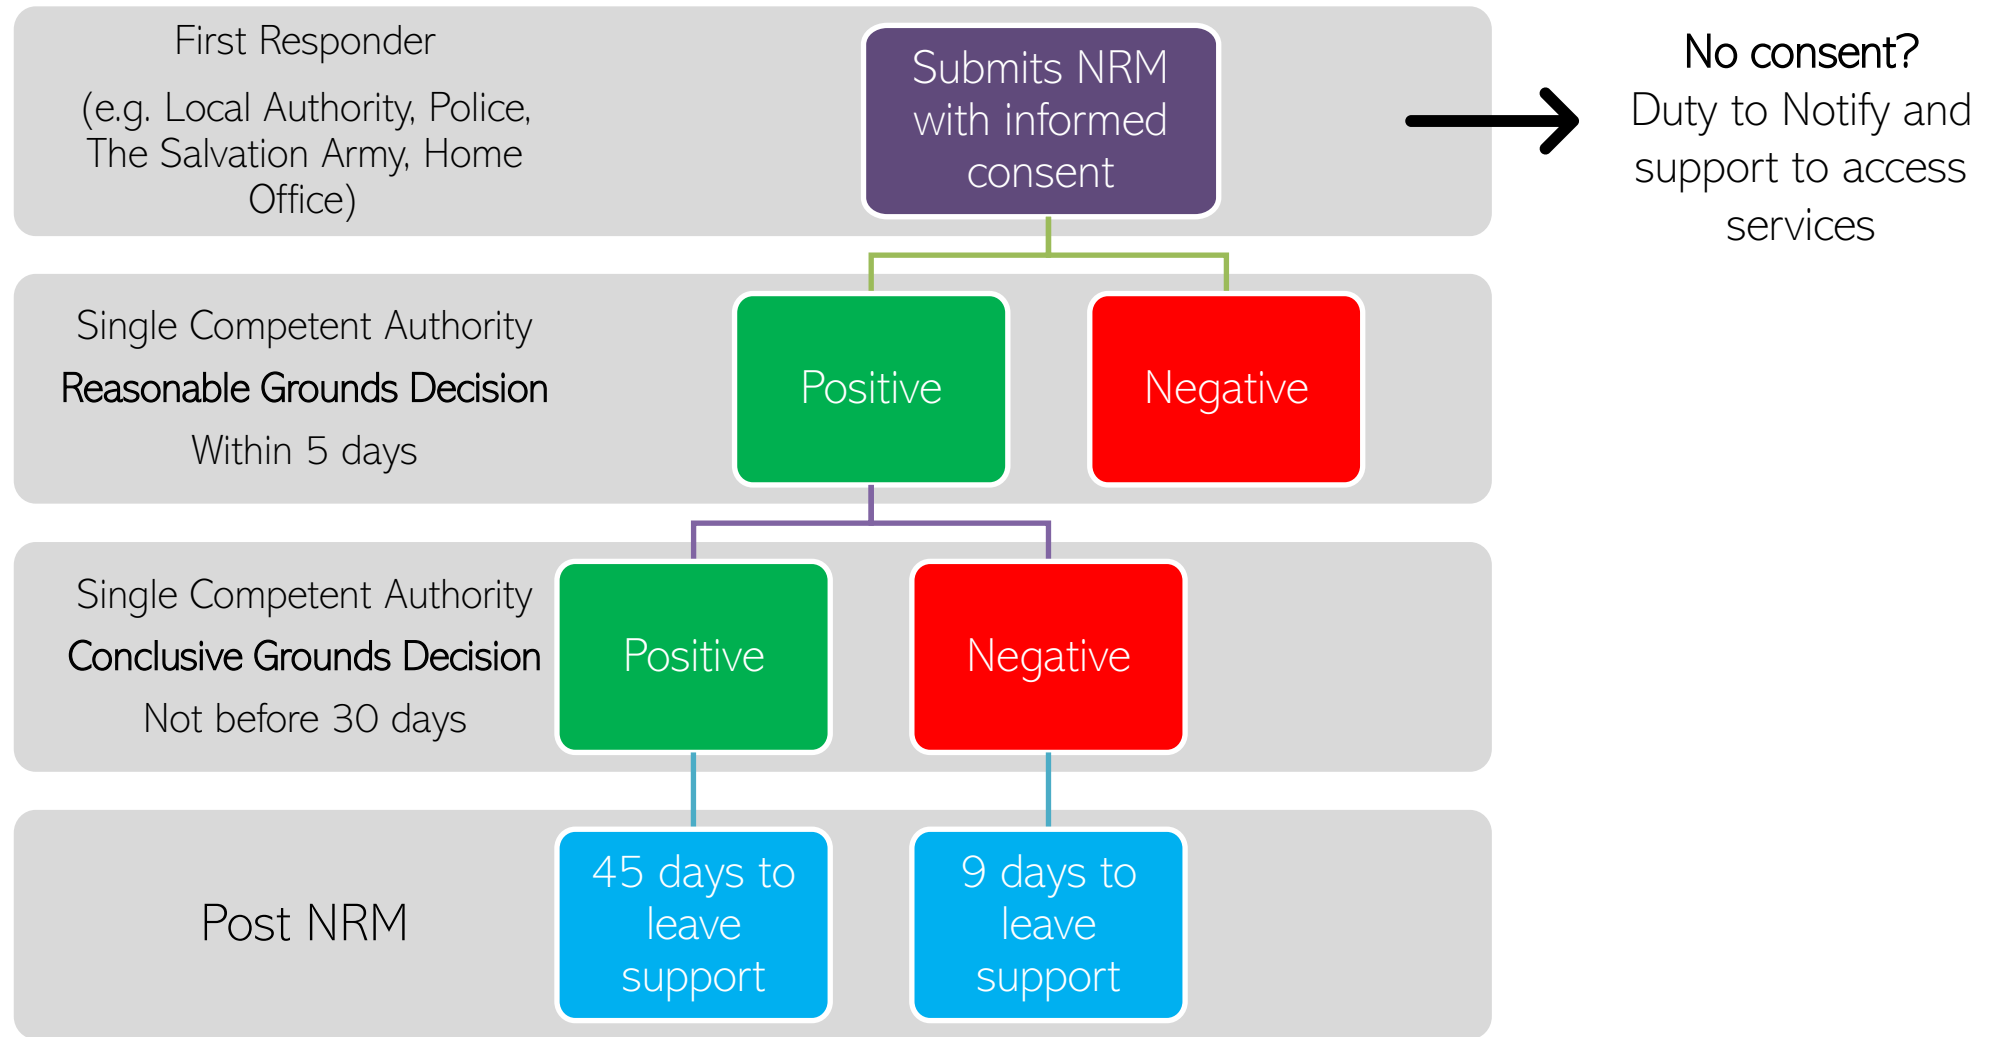 First Responder
(e.g. Local Authority, Police,
The Salvation Army, Home
Office)
Submits NRM
with informed
consent
No consent?
Duty to Notify and
support to access
services
Single Competent Authority
Reasonable Grounds Decision
Within 5 days
Positive
Negative
Single Competent Authority
Conclusive Grounds Decision
Not before 30 days
Positive
Negative
Post NRM
45 days to
leave
support
9 days to
leave
support